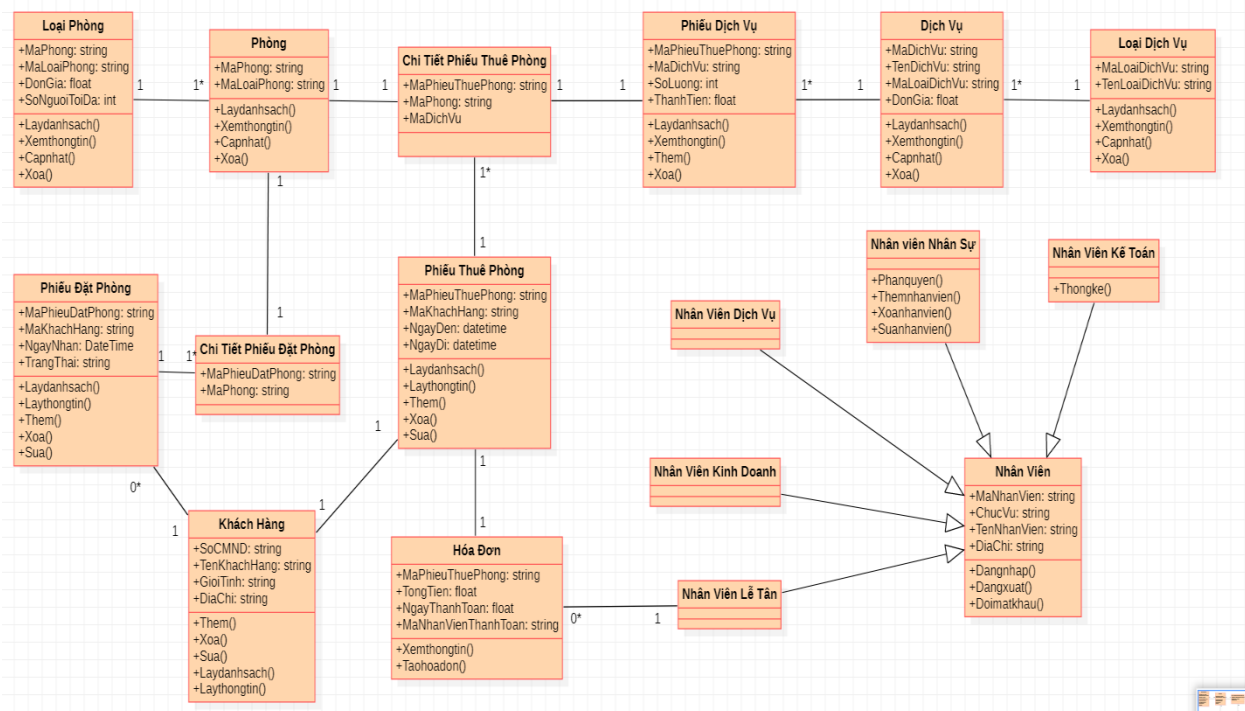 Loại Phòng
+MaPhong: string
+MaLoaiPhong: string
+DonGia: float
+SoNguoiToiDa: int
+Laydanhsach()
+Xemthongtin()
+Capnhat()
+Xoa()
1
1*
Phòng
+MaPhong: string
+MaLoaiPhong: string
+Laydanhsach()
+Xemthongtin()
+Capnhat()
+Xoa()
1
1
Chi Tiết Phiếu Thuê Phòng
+MaPhieuThuePhong: string
+MaPhong: string
+MaDichVu
1
1
Phiếu Dịch Vụ
+MaPhieuThuePhong: string
+MaDichVu: string
+SoLuong: int
+ThanhTien: float
+Laydanhsach()
+Xemthongtin()
+Them()
+Xoa()
1*
1
Dịch Vụ
+MaDichVu: string
+TenDichVu: string
+MaLoaiDichVu: string
+DonGia: float
+Laydanhsach()
+Xemthongtin()
+Capnhat()
+Xoa()
1*
1
Loại Dịch Vụ
+MaLoaiDichVu: string
+TenLoaiDichVu: string
+Laydanhsach()
+Xemthongtin()
+Capnhat()
+Xoa()
1
1
1*
1
Phiếu Đặt Phòng
+MaPhieuDatPhong: string
+MaKhachHang: string
+NgayNhan: DateTime
+TrangThai: string
+Laydanhsach()
+Laythongtin()
+Them()
+Xoa()
+Sua()
1
1*
Chi Tiết Phiếu Đặt Phòng
+MaPhieuDatPhong: string
+MaPhong: string
Phiếu Thuê Phòng
+MaPhieuThuePhong: string
+MaKhachHang: string
+NgayDen: datetime
+NgayDi: datetime
+Laydanhsach()
+Laythongtin()
+Them()
+Xoa()
+Sua()
Nhân Viên Dịch Vụ
Nhân viên Nhân Sự
+Phanquyen()
+Themnhanvien()
+Xoanhanvien()
+Suanhanvien()
Nhân Viên Kế Toán
+Thongke()
0*
1
1
1
1
1
Khách Hàng
+SoCMND: string
+TenKhachHang: string
+GioiTinh: string
+DiaChi: string
+Them()
+Xoa()
+Sua()
+Laydanhsach()
+Laythongtin()
Hóa Đơn
+MaPhieuThuePhong: string
+TongTien: float
+NgayThanhToan: float
+MaNhanVienThanhToan: string
+Xemthongtin()
+Taohoadon()
0*
1
Nhân Viên Kinh Doanh
Nhân Viên Lễ Tân
Nhân Viên
+MaNhanVien: string
+ChucVu: string
+TenNhanVien: string
+DiaChi: string
+Dangnhap()
+Dangxuat()
+Doimatkhau()